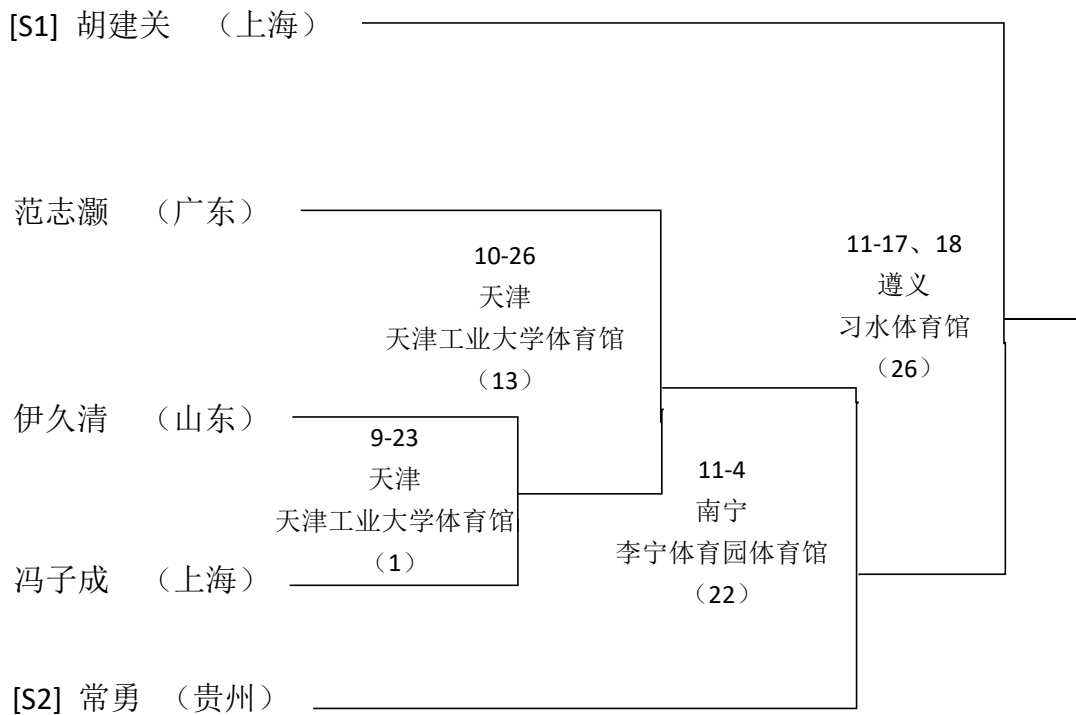 [S1] 胡建关 （上海）
范志灏 （广东）
10-26
天津
天津工业大学体育馆
（13）
11-17、18
遵义
习水体育馆
（26）
伊久清 （山东）
9-23
天津
天津工业大学体育馆
（1）
11-4
南宁
李宁体育园体育馆
（22）
冯子成 （上海）
[S2] 常勇 （贵州）